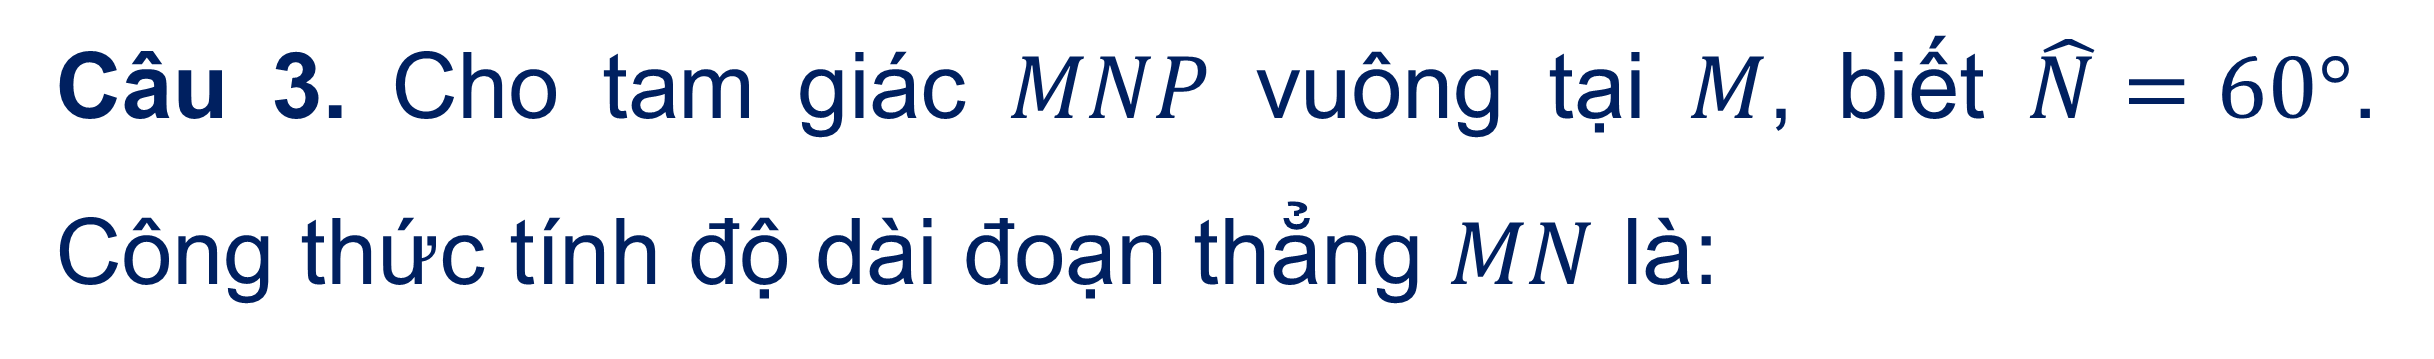 Câu 3. Cho tam giác MNP vuông tại M, biết N̂ = 60°.
Công thức tính độ dài đoạn thẳng MN là: